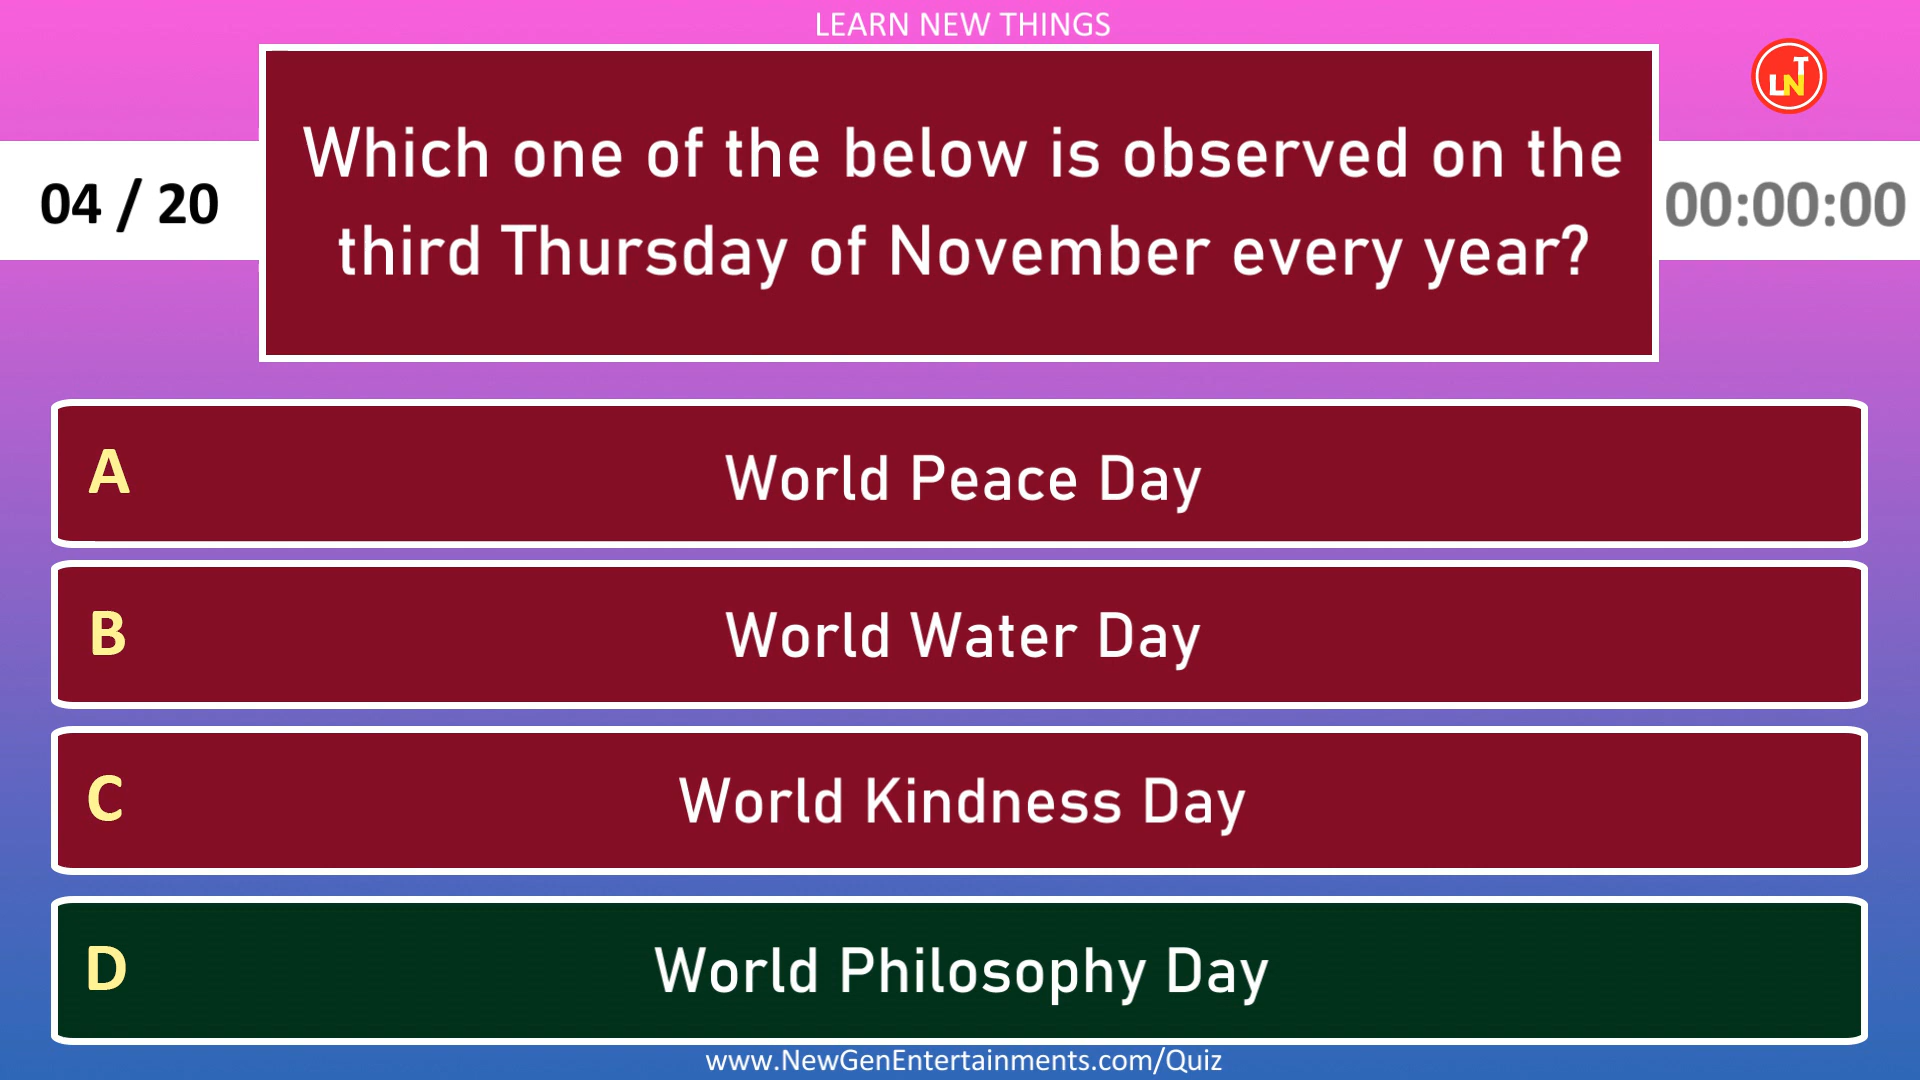 LEARN NEW THINGS
LNT
Which one of the below is observed on the
third Thursday of November every year?
04 / 20
00:00:00
A World Peace Day
B World Water Day
C World Kindness Day
D World Philosophy Day
www.NewGenEntertainments.com/Quiz